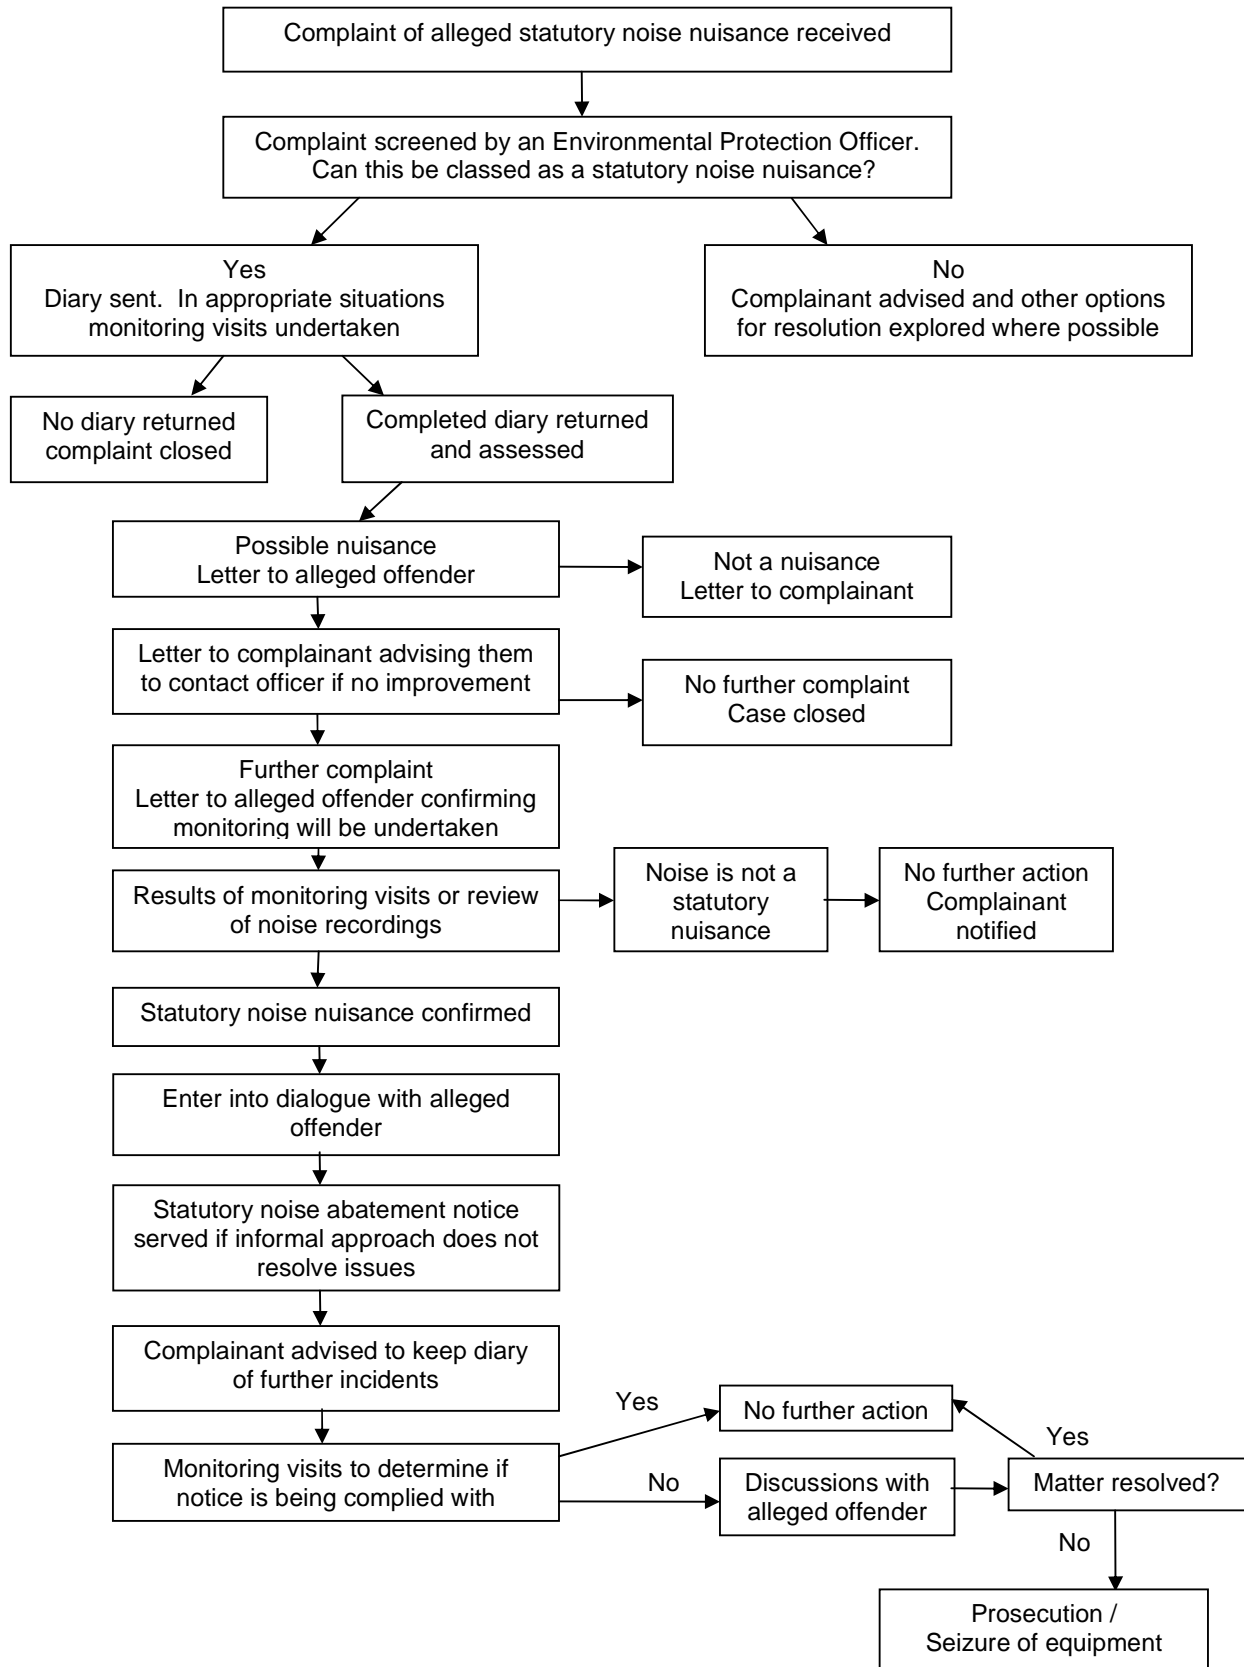 Complaint of alleged statutory noise nuisance received
Complaint screened by an Environmental Protection Officer.
Can this be classed as a statutory noise nuisance?
Yes
Diary sent.  In appropriate situations
monitoring visits undertaken
No
Complainant advised and other options
for resolution explored where possible
No diary returned
complaint closed
Completed diary returned
and assessed
Possible nuisance
Letter to alleged offender
Not a nuisance
Letter to complainant
Letter to complainant advising them
to contact officer if no improvement
No further complaint
Case closed
Further complaint
Letter to alleged offender confirming
monitoring will be undertaken
Results of monitoring visits or review
of noise recordings
Noise is not a
statutory
nuisance
No further action
Complainant
notified
Statutory noise nuisance confirmed
Enter into dialogue with alleged
offender
Statutory noise abatement notice
served if informal approach does not
resolve issues
Complainant advised to keep diary
of further incidents
Yes
No further action
Yes
Monitoring visits to determine if
notice is being complied with
No
Discussions with
alleged offender
Matter resolved?
No
Prosecution /
Seizure of equipment